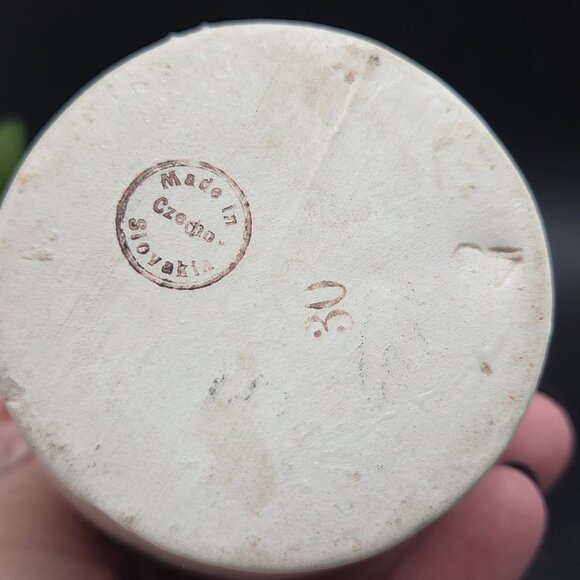 Made in
Czecho-
Slovakia
30